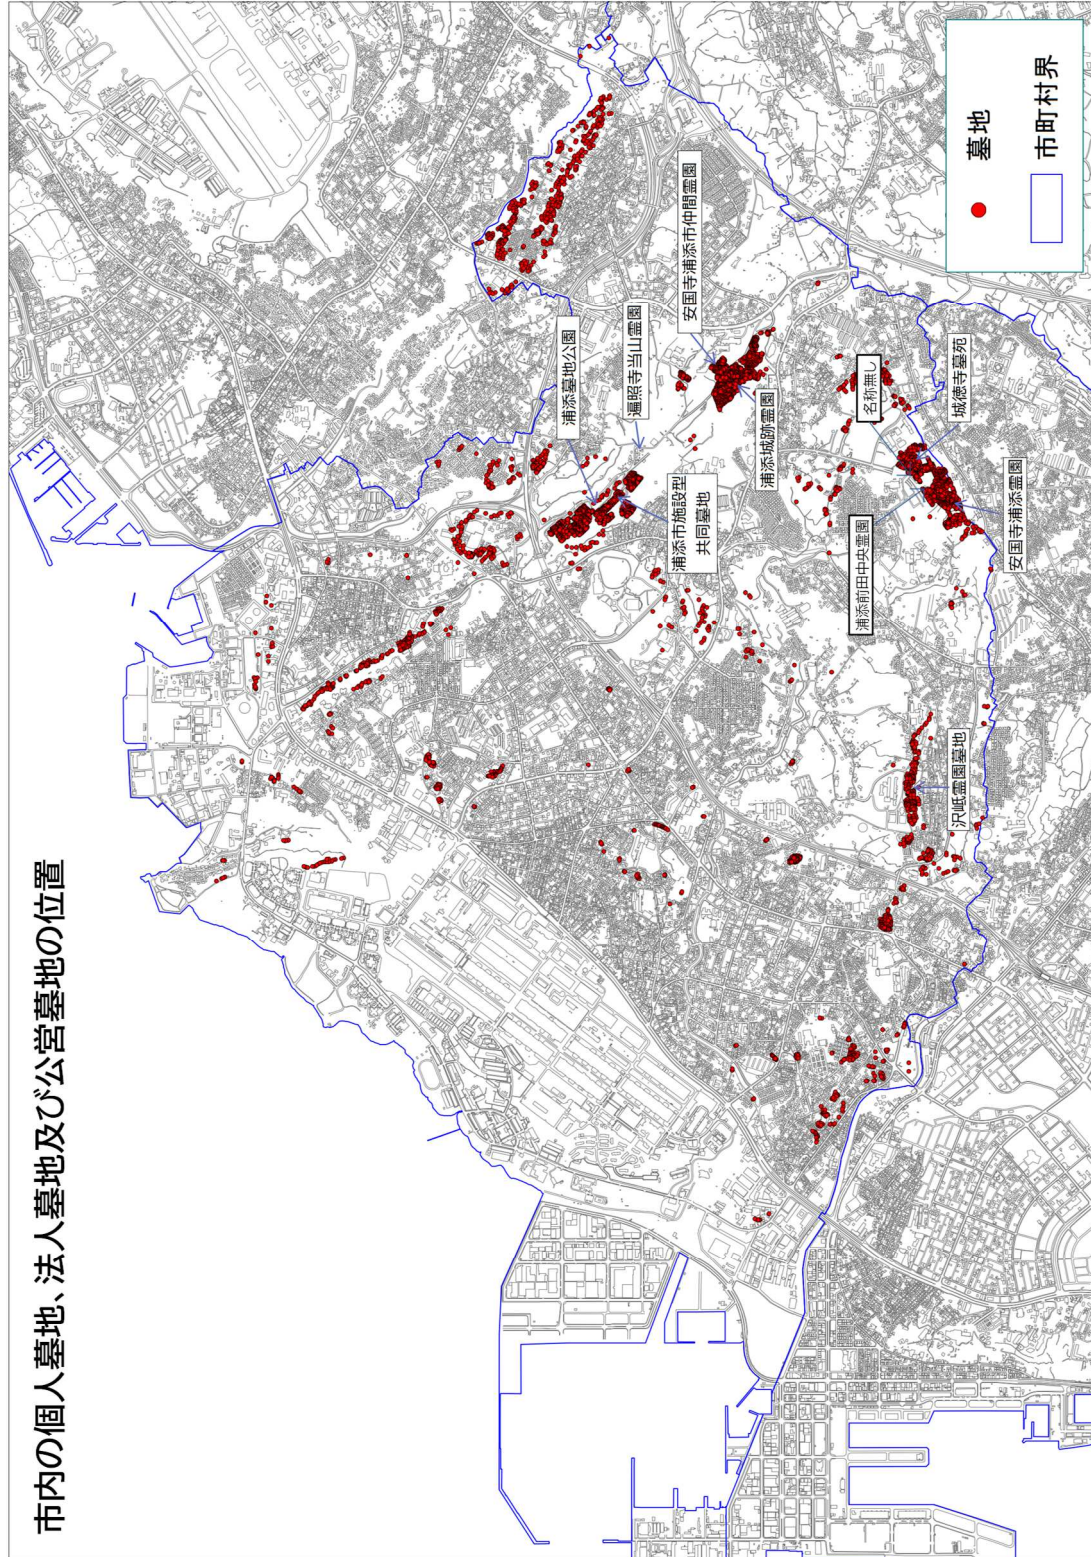 市内の個人墓地、法人墓地及び公営墓地の位置
浦添墓地公園
遍照寺当山霊園
安国寺浦添市仲間霊園
浦添市施設型
共同墓地
浦添城跡霊園
名称無し
城徳寺墓苑
浦添前田中央霊園
安国寺浦添霊園
沢岻霊園墓地
墓地
市町村界